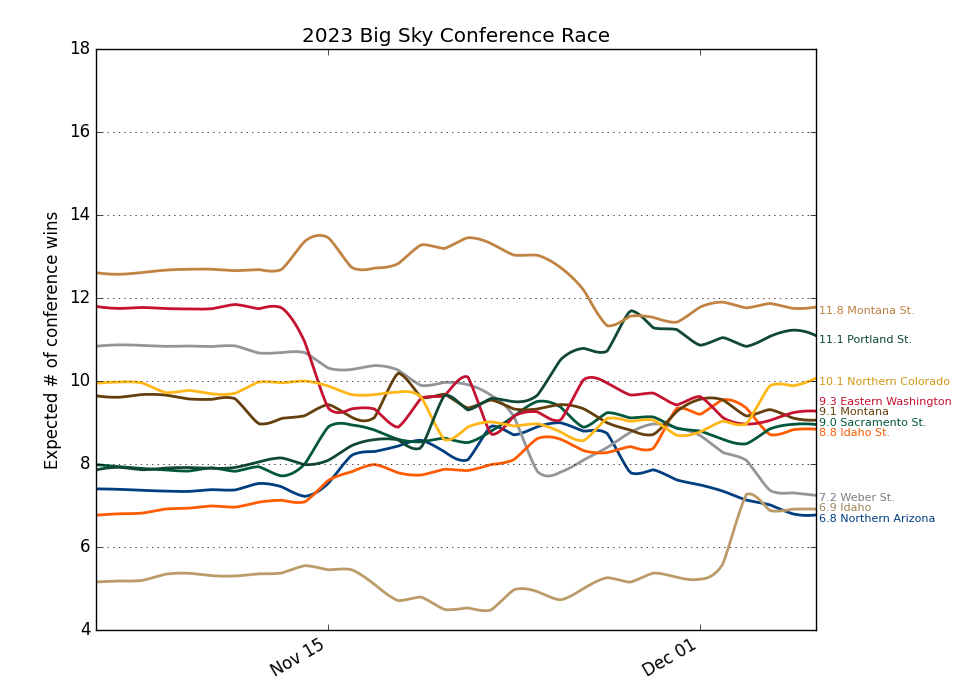 2023 Big Sky Conference Race
18
16
14
12
10
8
6
4
Expected # of conference wins
Nov 15
Dec 01
11.8 Montana St.
11.1 Portland St.
10.1 Northern Colorado
9.3 Eastern Washington
9.1 Montana
9.0 Sacramento St.
8.8 Idaho St.
7.2 Weber St.
6.9 Idaho
6.8 Northern Arizona